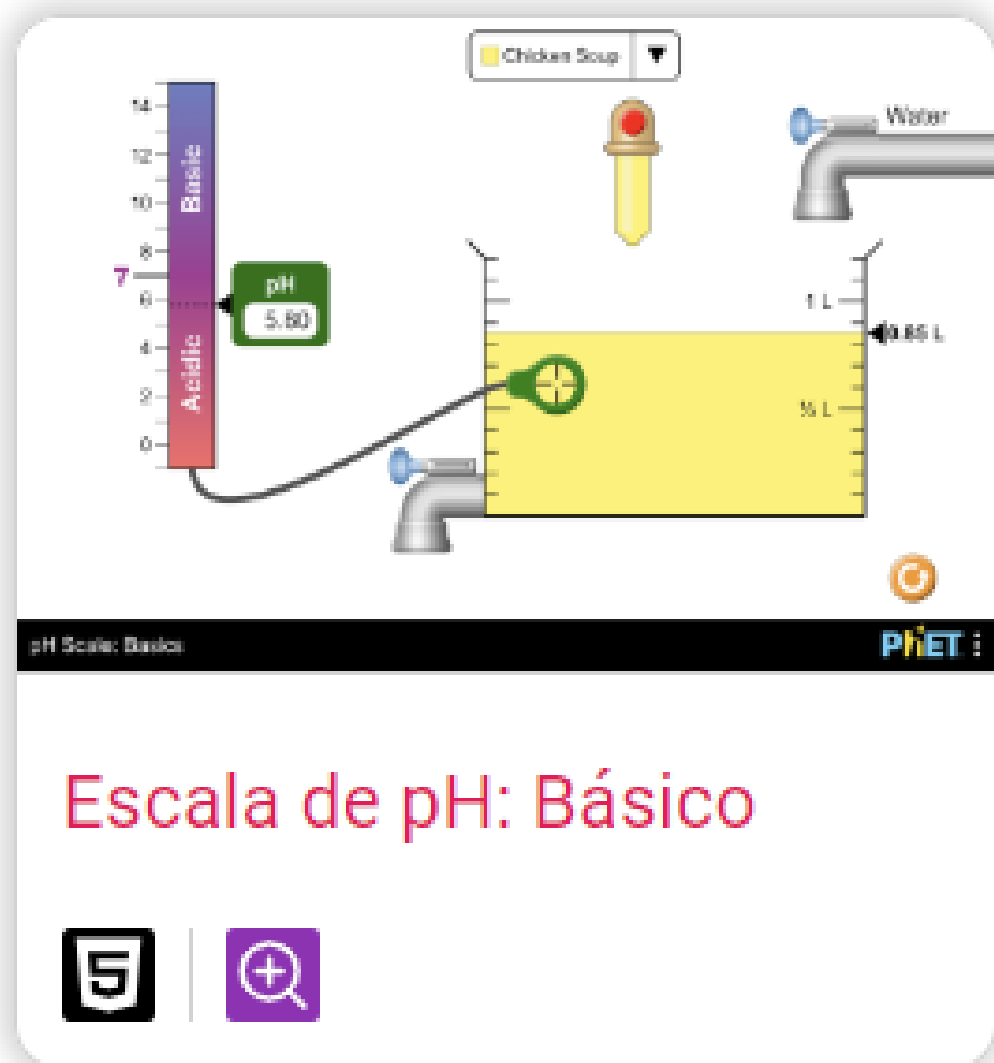 Chicken Soup
Water
14
12
10
8
7
6
4
2
0
Basic
Acidic
pH
5.80
1 L
0.85 L
½ L
pH Scale: Basics
PhET
Escala de pH: Básico
5